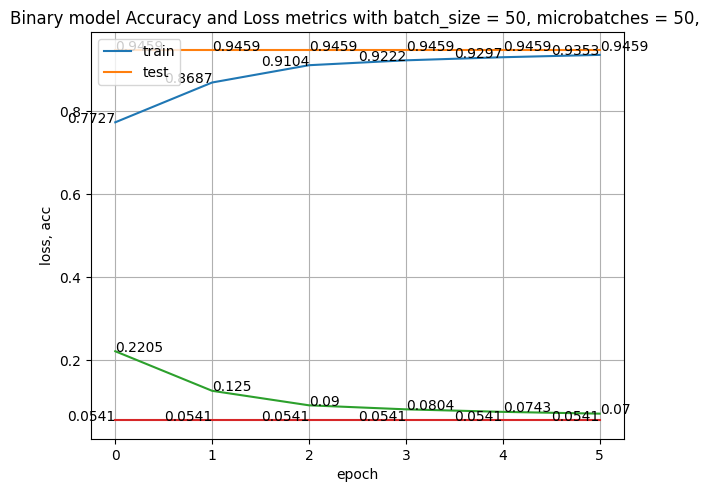 Binary model Accuracy and Loss metrics with batch_size = 50, microbatches = 50,
0.9459 0.9459 0.9459 0.9459 0.9459 0.9459
train
test
0.7727 0.8687 0.9104 0.9222 0.9297 0.9353
0.8
0.6
0.4
0.2
loss, acc
0.2205 0.125 0.09 0.0804 0.0743 0.07
0.0541 0.0541 0.0541 0.0541 0.0541 0.0541
0 1 2 3 4 5
epoch